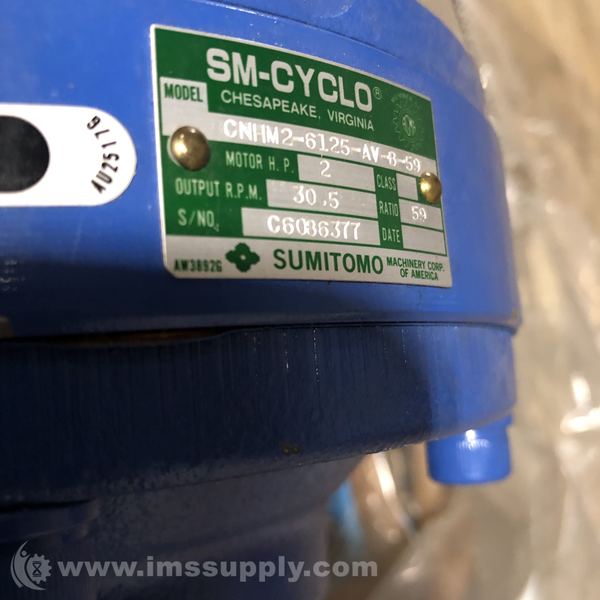 SM-CYCLO®
CHESAPEAKE, VIRGINIA
MODEL CNHM2-6125-AV-B-59
MOTOR H.P. 2 CLASS
OUTPUT R.P.M. 30.5 RATIO 59
S/NO. C6086377 DATE
AW3892G SUMITOMO MACHINERY CORP. OF AMERICA
AU25176
www.imssupply.com